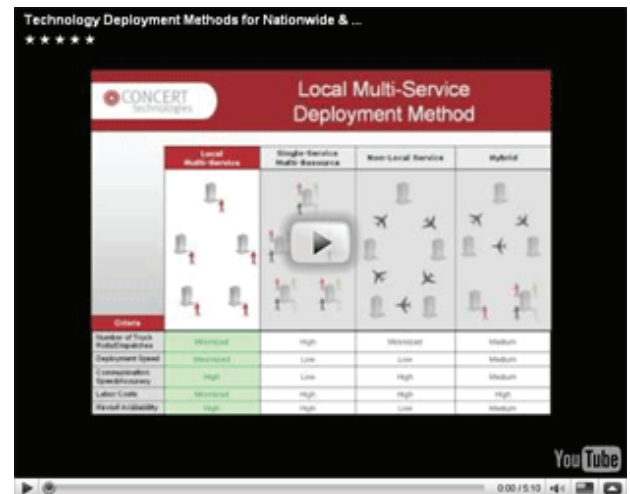 Technology Deployment Methods for Nationwide & ...
CONCERT
Technologies
Local Multi-Service
Deployment Method
Local
Multi-Service
Single-Service
Multi-Resource
Non-Local Service
Hybrid
Criteria
Number of Truck
Rolls/Dispatches
Minimized
High
Minimized
Medium
Deployment Speed
Maximized
Low
Low
Medium
Communication
Speed/Accuracy
High
Low
High
Medium
Labor Costs
Minimized
High
High
High
Revisit Availability
High
High
Low
Medium
You Tube
0:00 / 5:10